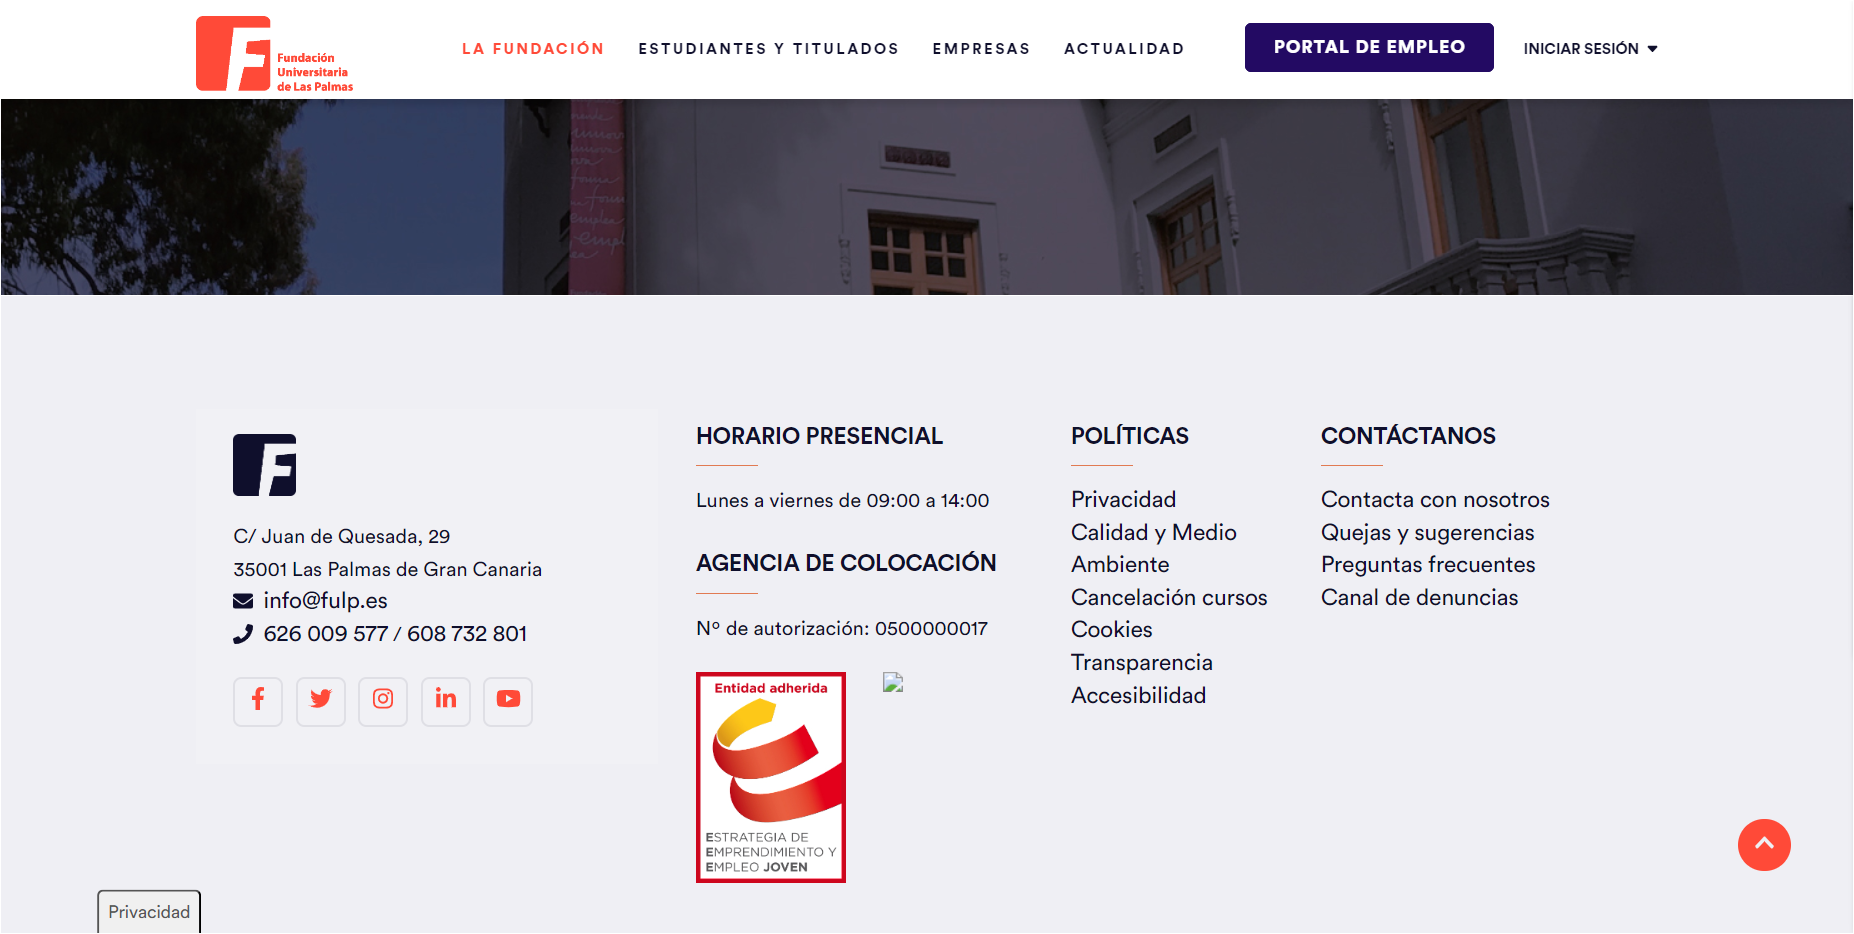 Fundación
Universitaria
de Las Palmas
LA FUNDACIÓN
ESTUDIANTES Y TITULADOS
EMPRESAS
ACTUALIDAD
PORTAL DE EMPLEO
INICIAR SESIÓN
forma
emplea
C/ Juan de Quesada, 29
35001 Las Palmas de Gran Canaria
info@fulp.es
626 009 577 / 608 732 801
HORARIO PRESENCIAL
Lunes a viernes de 09:00 a 14:00
AGENCIA DE COLOCACIÓN
Nº de autorización: 0500000017
Entidad adherida
ESTRATEGIA DE
EMPRENDIMIENTO Y
EMPLEO JOVEN
POLÍTICAS
Privacidad
Calidad y Medio
Ambiente
Cancelación cursos
Cookies
Transparencia
Accesibilidad
CONTÁCTANOS
Contacta con nosotros
Quejas y sugerencias
Preguntas frecuentes
Canal de denuncias
Privacidad